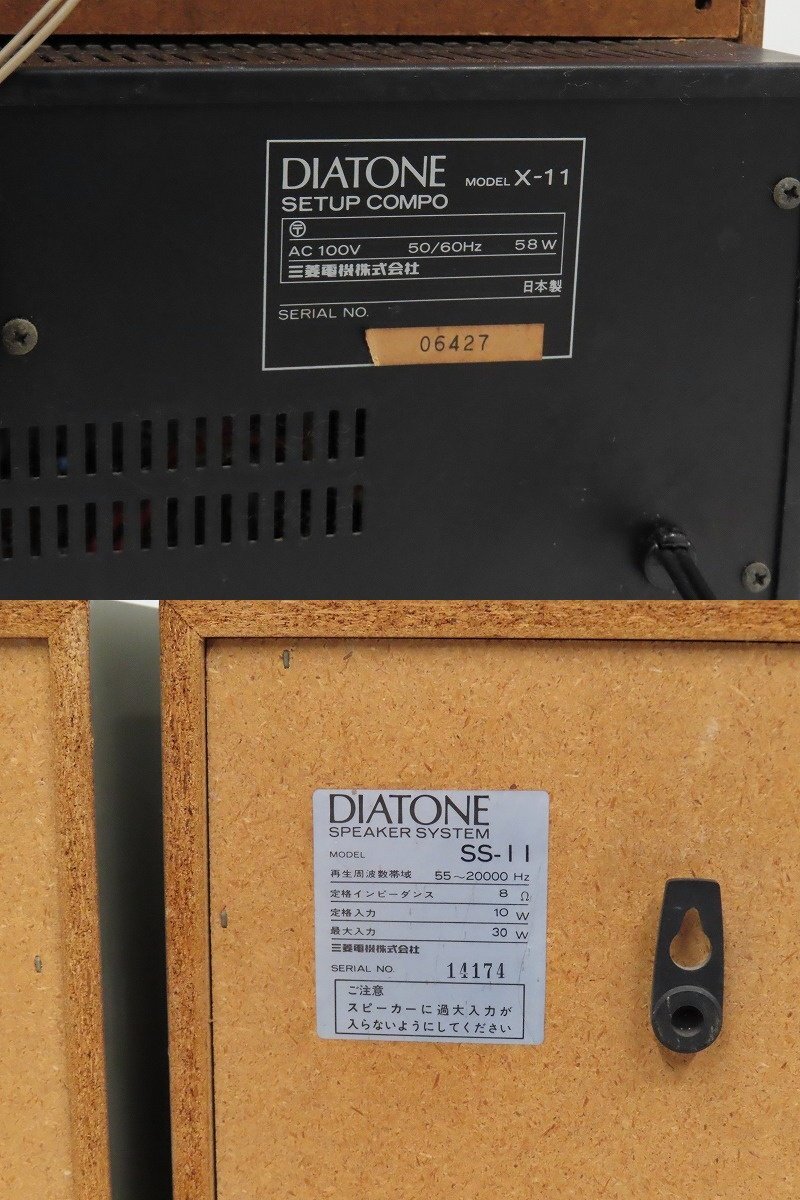 DIATONE MODEL X-11
SETUP COMPO
〒
AC 100V 50/60Hz 58W
三菱電機株式会社
日本製
SERIAL NO.
06427
DIATONE
SPEAKER SYSTEM
MODEL SS-11
再生周波数帯域 55～20000 Hz
定格インピーダンス 8 Ω
定格入力 10 W
最大入力 30 W
三菱電機株式会社
SERIAL NO. 14174
ご注意
スピーカーに過大入力が
入らないようにしてください